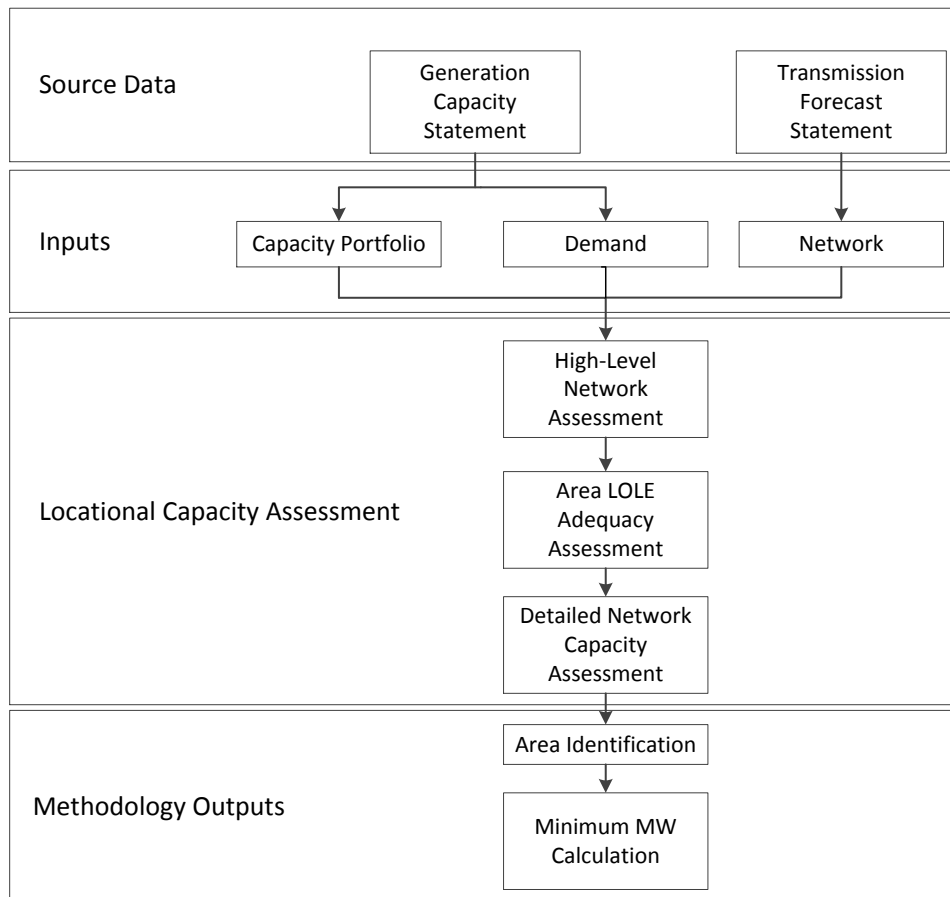 Source Data
Generation
Capacity
Statement
Transmission
Forecast
Statement
Inputs
Capacity Portfolio
Demand
Network
Locational Capacity Assessment
High-Level
Network
Assessment
Area LOLE
Adequacy
Assessment
Detailed Network
Capacity
Assessment
Methodology Outputs
Area Identification
Minimum MW
Calculation